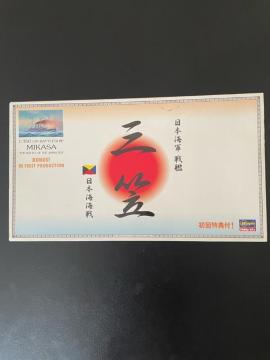 MIKASA
BONUS!
IN FIRST PRODUCTION
日本海軍 戦艦
三笠
日本海海戦
初回特典付!
Hasegawa